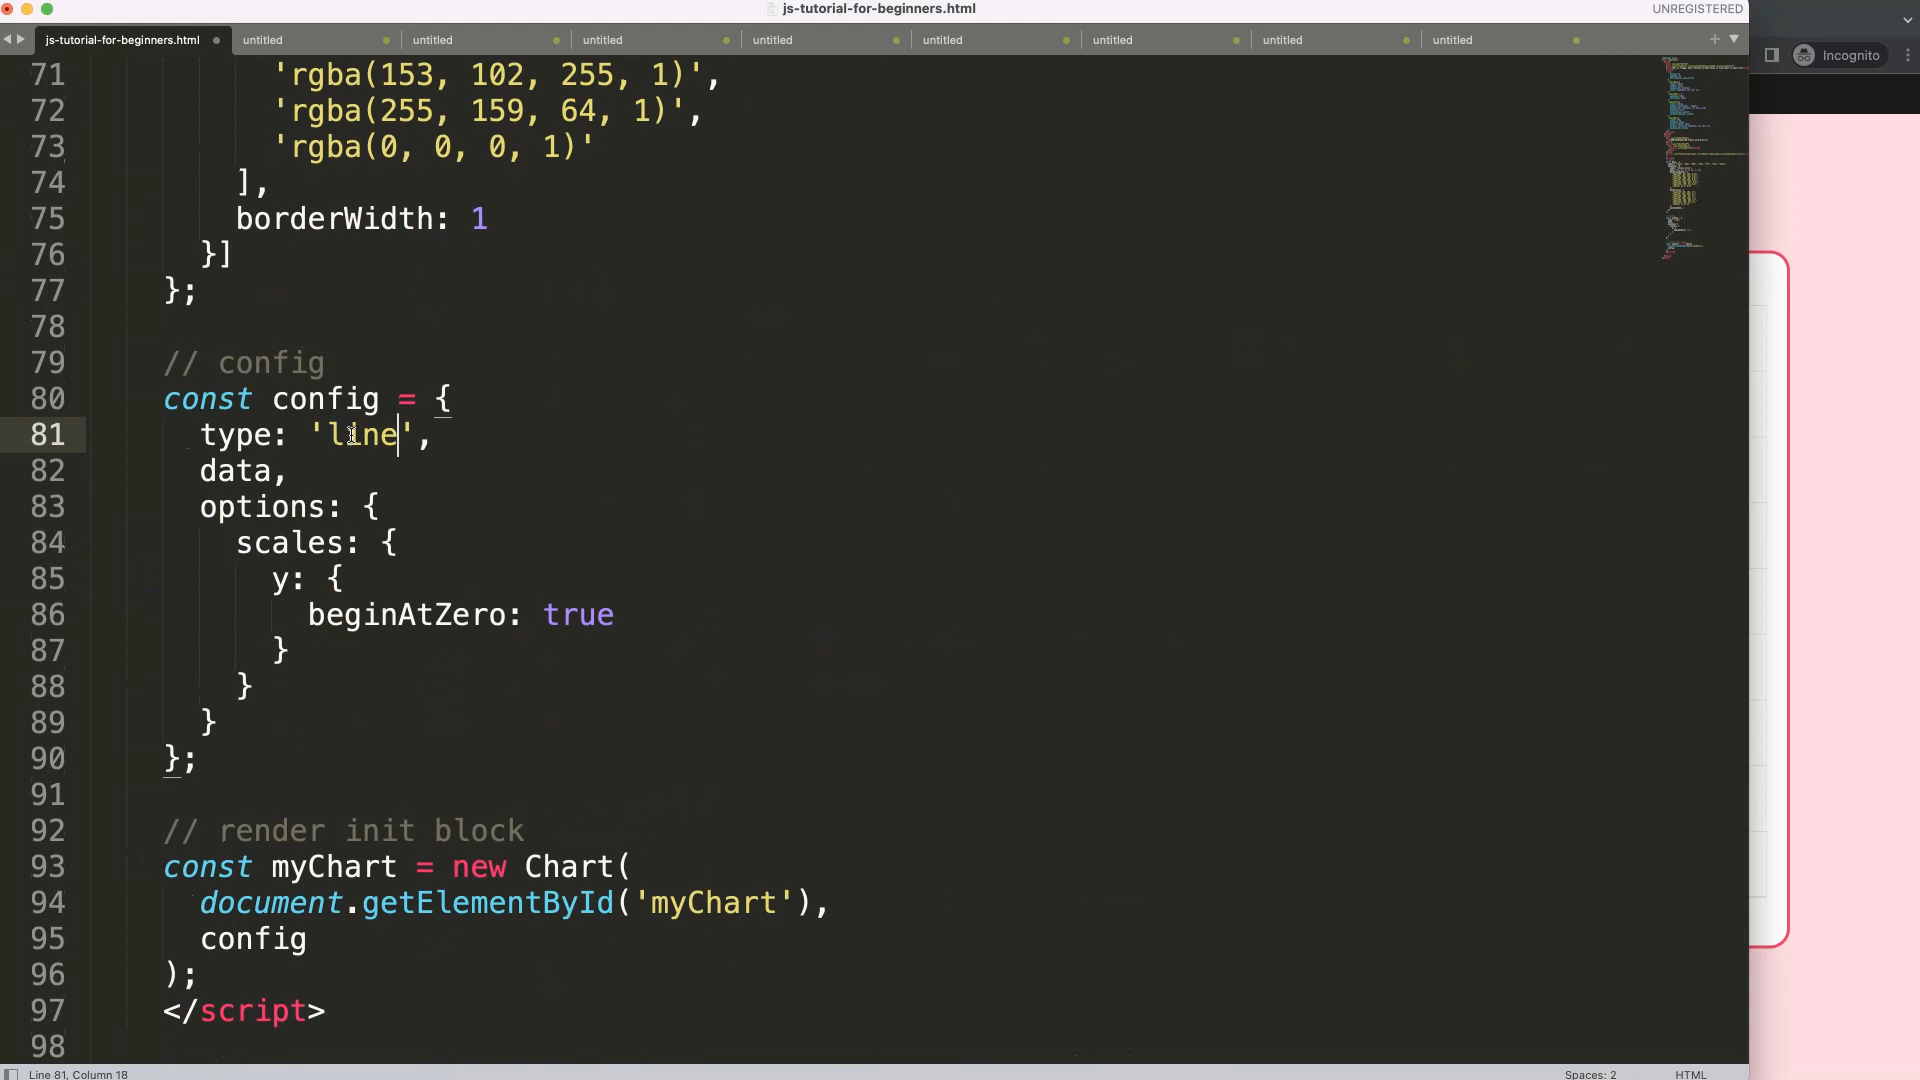 js-tutorial-for-beginners.html
UNREGISTERED
js-tutorial-for-beginners.html untitled untitled untitled untitled untitled untitled untitled untitled
Incognito
71 'rgba(153, 102, 255, 1)',
72 'rgba(255, 159, 64, 1)',
73 'rgba(0, 0, 0, 1)'
74 ],
75 borderWidth: 1
76 }]
77 };
78
79 // config
80 const config = {
81 type: 'line',
82 data,
83 options: {
84 scales: {
85 y: {
86 beginAtZero: true
87 }
88 }
89 }
90 };
91
92 // render init block
93 const myChart = new Chart(
94 document.getElementById('myChart'),
95 config
96 );
97 </script>
98
Line 81, Column 18
Spaces: 2
HTML